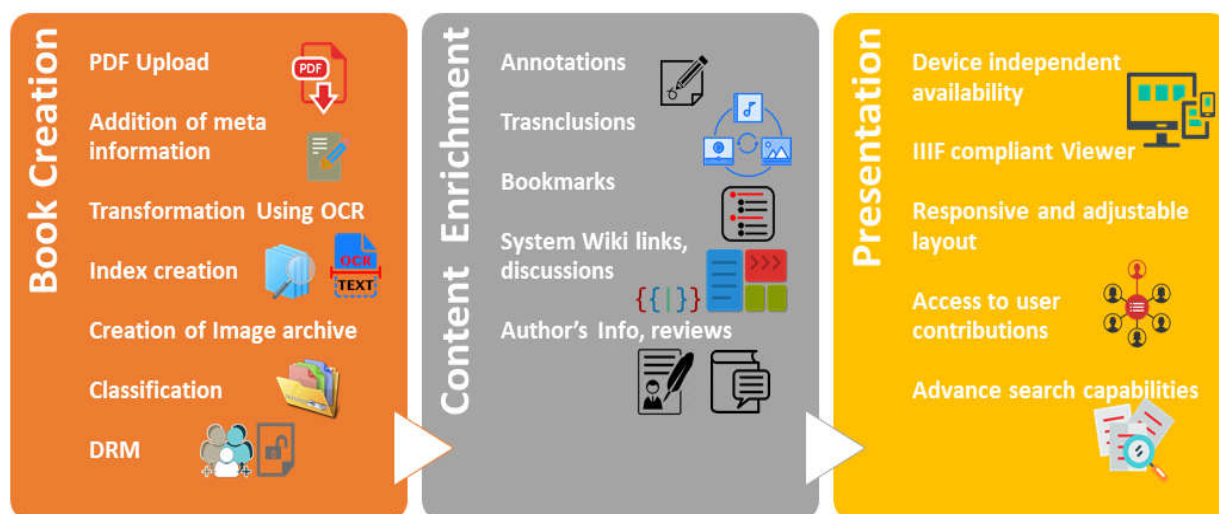 Book Creation
PDF Upload
PDF
Addition of meta
information
Transformation Using OCR
Index creation
OCR
TEXT
Creation of Image archive
Classification
DRM
Content Enrichment
Annotations
Trasnclusions
Bookmarks
System Wiki links,
discussions
{{|}}
Author's Info, reviews
Presentation
Device independent
availability
IIIF compliant Viewer
Responsive and adjustable
layout
Access to user
contributions
Advance search capabilities